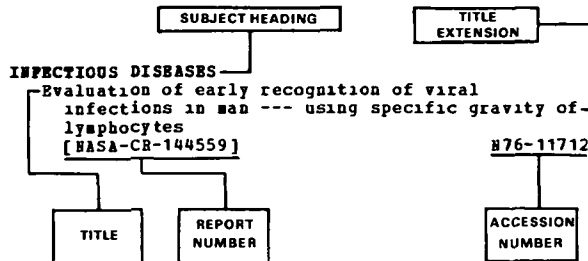 SUBJECT HEADING
TITLE
EXTENSION
INFECTIOUS DISEASES
Evaluation of early recognition of viral
infections in man --- using specific gravity of
lymphocytes
[NASA-CR-144559]
N76-11712
TITLE
REPORT
NUMBER
ACCESSION
NUMBER